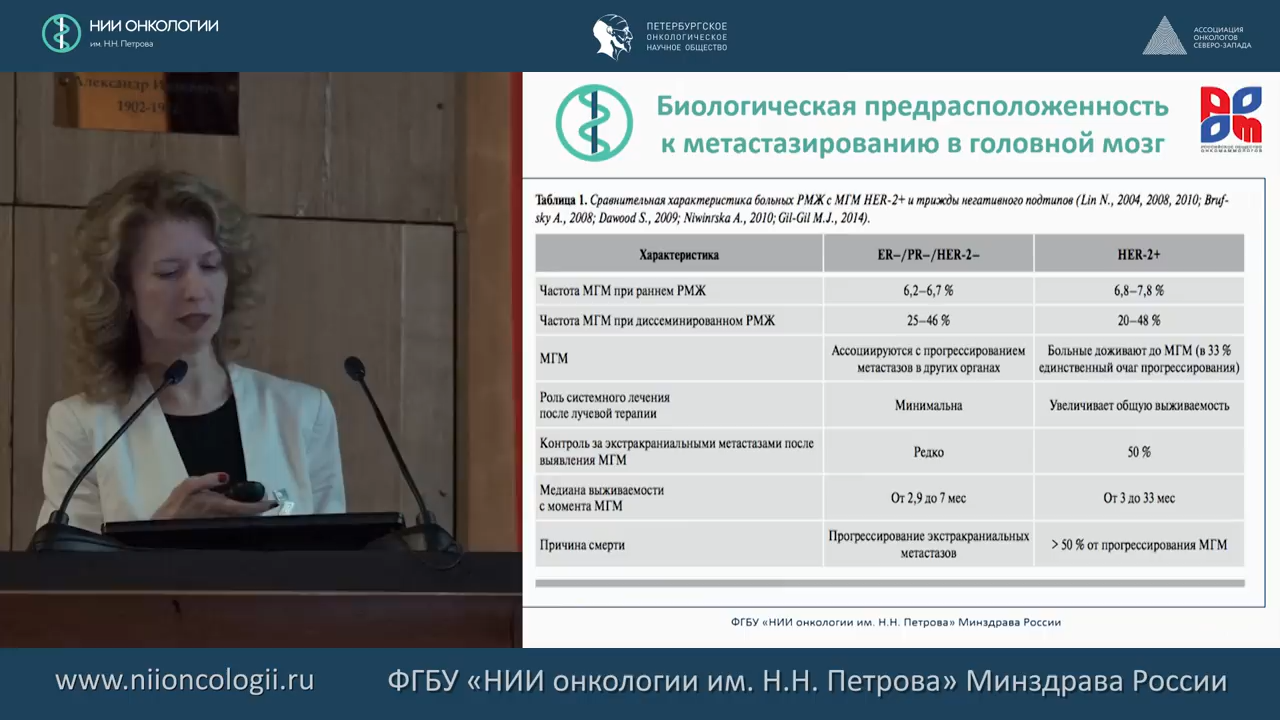 НИИ ОНКОЛОГИИ
им. Н.Н. Петрова
ПЕТЕРБУРГСКОЕ
ОНКОЛОГИЧЕСКОЕ
НАУЧНОЕ ОБЩЕСТВО
АССОЦИАЦИЯ
ОНКОЛОГОВ
СЕВЕРО-ЗАПАДА
Александр
1902-19
Биологическая предрасположенность
к метастазированию в головной мозг
РООМ
РОССИЙСКОЕ ОБЩЕСТВО
ОНКОМАММОЛОГОВ
Таблица 1. Сравнительная характеристика больных РМЖ с МГМ HER-2+ и трижды негативного подтипов (Lin N., 2004, 2008, 2010; Bruf-
sky A., 2008; Dawood S., 2009; Niwinrska A., 2010; Gil-Gil M.J., 2014).
Характеристика ER–/PR–/HER-2– HER-2+
Частота МГМ при раннем РМЖ 6,2–6,7 % 6,8–7,8 %
Частота МГМ при диссеминированном РМЖ 25–46 % 20–48 %
МГМ
Ассоциируются с прогрессированием
метастазов в других органах
Больные доживают до МГМ (в 33 %
единственный очаг прогрессирования)
Роль системного лечения
после лучевой терапии
Минимальна
Увеличивает общую выживаемость
Контроль за экстракраниальными метастазами после
выявления МГМ
Редко
50 %
Медиана выживаемости
с момента МГМ
От 2,9 до 7 мес
От 3 до 33 мес
Причина смерти
Прогрессирование экстракраниальных
метастазов
> 50 % от прогрессирования МГМ
ФГБУ «НИИ онкологии им. Н.Н. Петрова» Минздрава России
www.niioncologii.ru ФГБУ «НИИ онкологии им. Н.Н. Петрова» Минздрава России